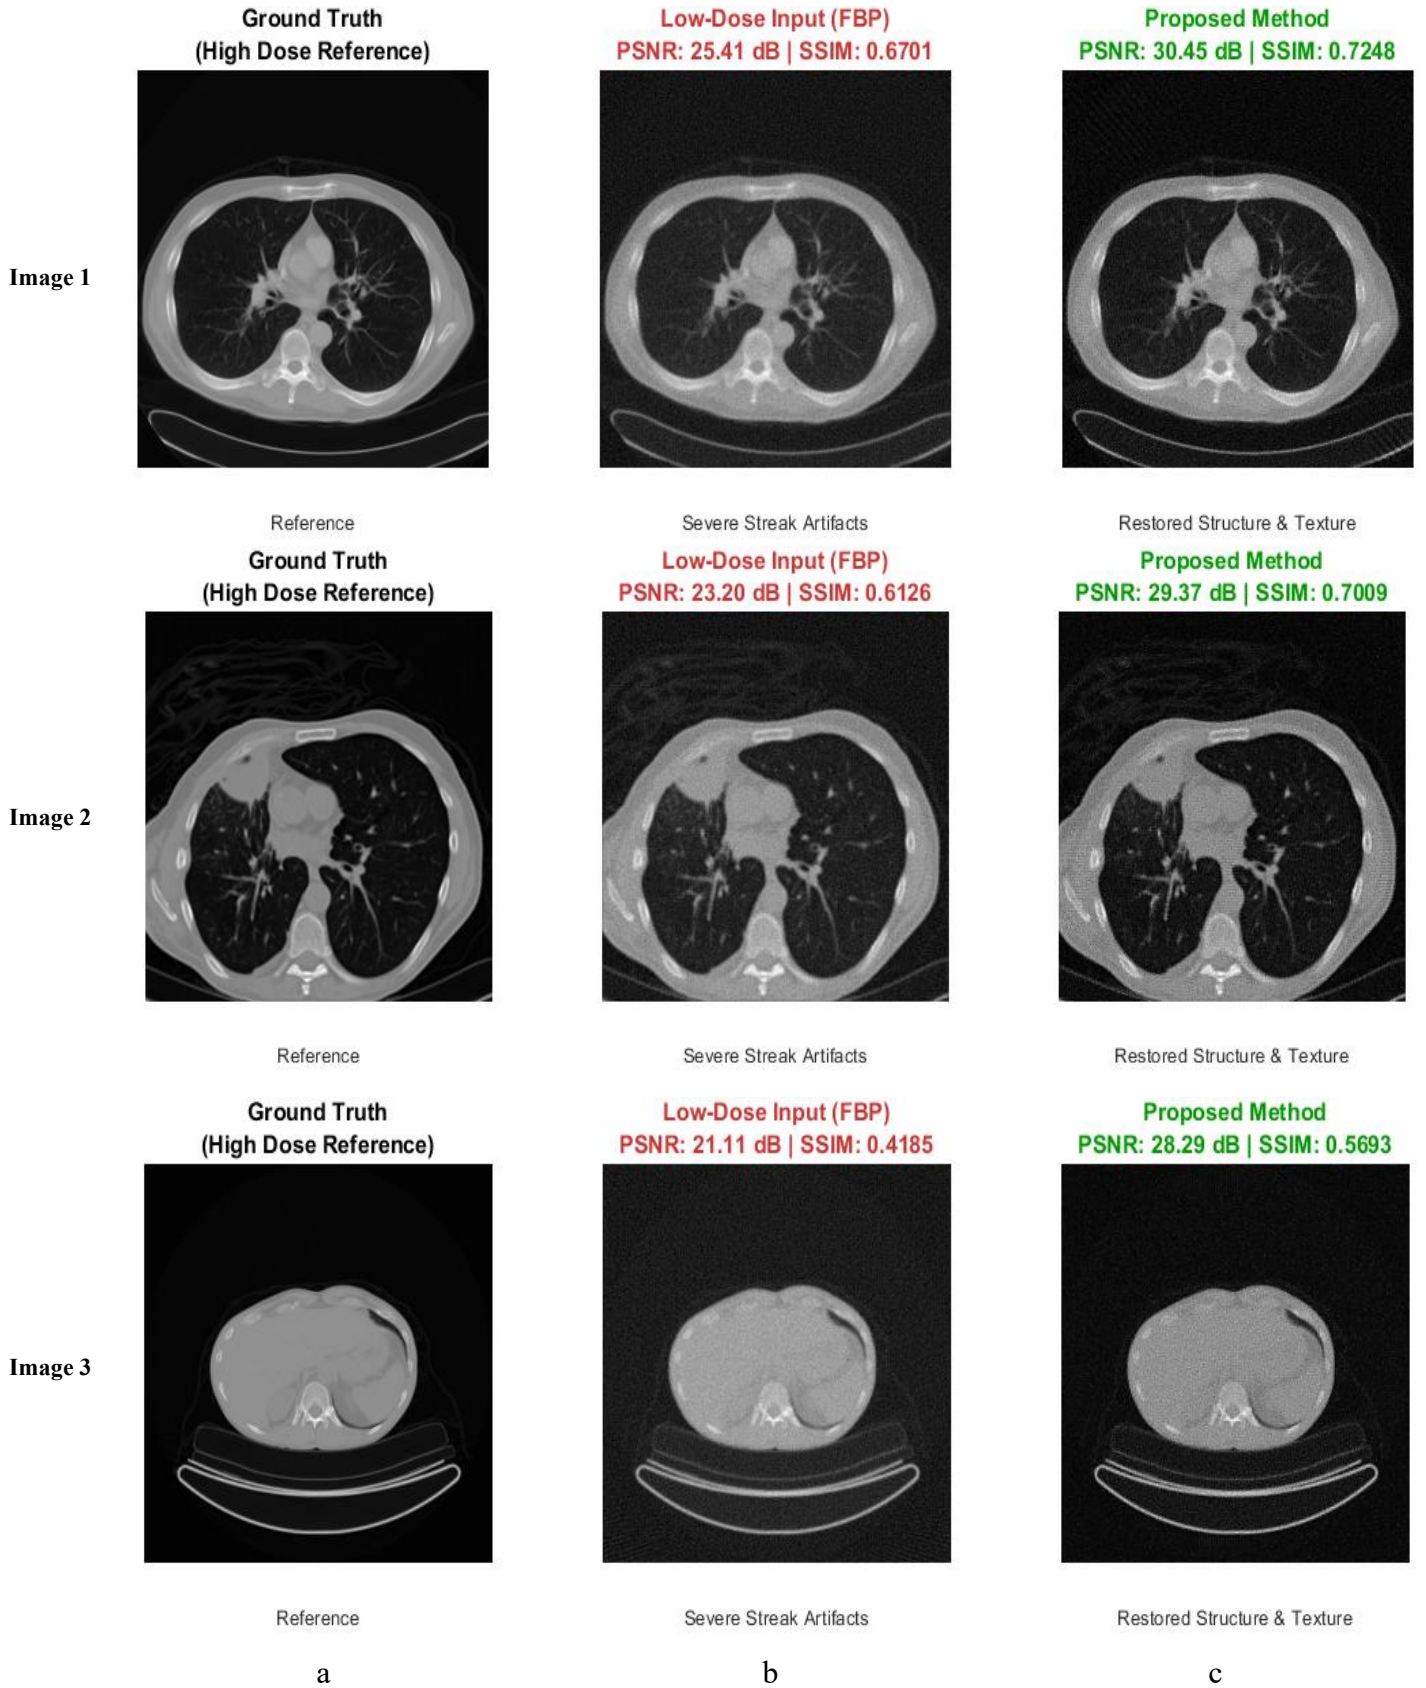 Ground Truth
(High Dose Reference)
Low-Dose Input (FBP)
PSNR: 25.41 dB | SSIM: 0.6701
Proposed Method
PSNR: 30.45 dB | SSIM: 0.7248
Image 1
Reference
Severe Streak Artifacts
Restored Structure & Texture
Ground Truth
(High Dose Reference)
Low-Dose Input (FBP)
PSNR: 23.20 dB | SSIM: 0.6126
Proposed Method
PSNR: 29.37 dB | SSIM: 0.7009
Image 2
Reference
Severe Streak Artifacts
Restored Structure & Texture
Ground Truth
(High Dose Reference)
Low-Dose Input (FBP)
PSNR: 21.11 dB | SSIM: 0.4185
Proposed Method
PSNR: 28.29 dB | SSIM: 0.5693
Image 3
Reference
Severe Streak Artifacts
Restored Structure & Texture
a
b
c